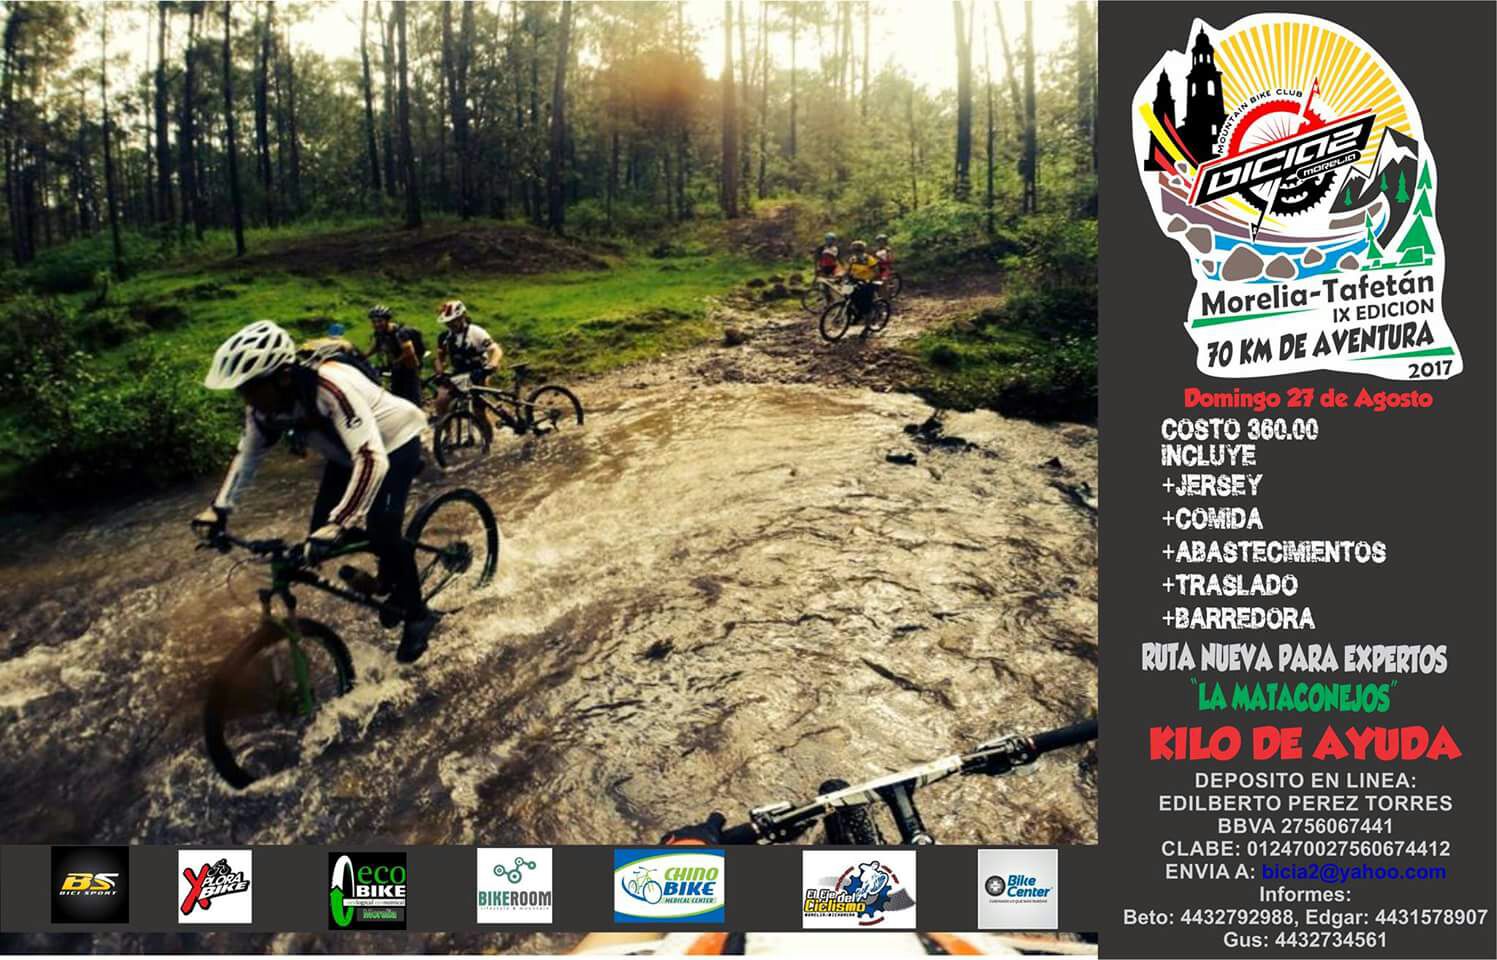 MOUNTAIN BIKE CLUB
BICIA2
MORELIA
Morelia-Tafetán
IX EDICION
70 KM DE AVENTURA
2017
Domingo 27 de Agosto
COSTO 360.00
INCLUYE
+JERSEY
+COMIDA
+ABASTECIMIENTOS
+TRASLADO
+BARREDORA
RUTA NUEVA PARA EXPERTOS
"LA MATACONEJOS"
KILO DE AYUDA
DEPOSITO EN LINEA:
EDILBERTO PEREZ TORRES
BBVA 2756067441
CLABE: 012470027560674412
ENVIA A: bicia2@yahoo.com
Informes:
Beto: 4432792988, Edgar: 4431578907
Gus: 4432734561
BS
BICI SPORT
XPLORA
BIKE
eco
BIKE
Morelia
BIKEROOM
CHINO
BIKE
MEDICAL CENTER
El Eje
del
Ciclismo
MORELIA-MICHOACAN
Bike
Center